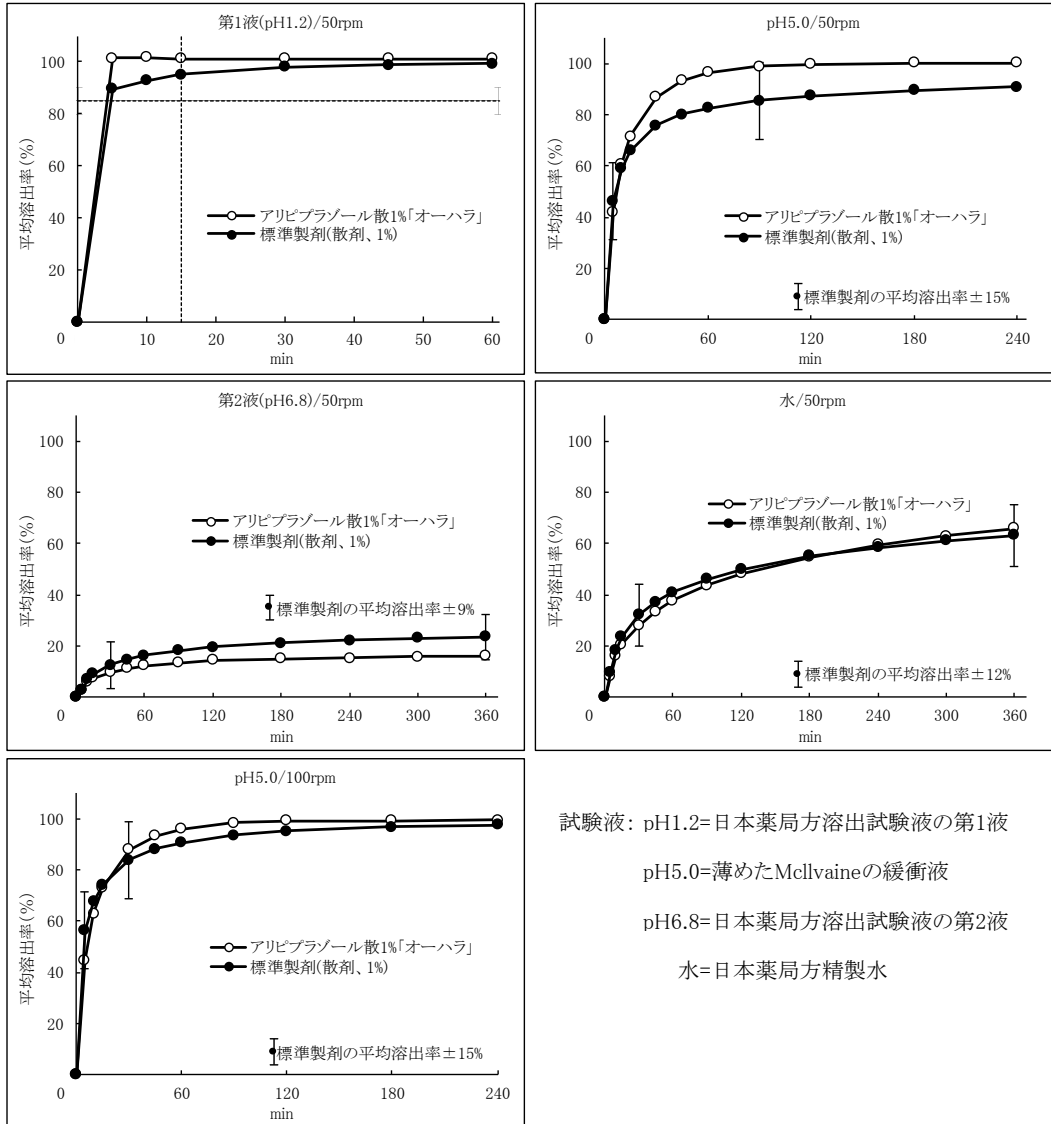 第1液(pH1.2)/50rpm
平均溶出率(%)
100
80
60
40
20
0
アリピプラゾール散1%「オーハラ」
標準製剤(散剤、1%)
10
20
30
40
50
60
min
pH5.0/50rpm
平均溶出率(%)
100
80
60
40
20
0
アリピプラゾール散1%「オーハラ」
標準製剤(散剤、1%)
標準製剤の平均溶出率±15%
60
120
180
240
min
第2液(pH6.8)/50rpm
平均溶出率(%)
100
80
60
40
20
0
アリピプラゾール散1%「オーハラ」
標準製剤(散剤、1%)
標準製剤の平均溶出率±9%
60
120
180
240
300
360
min
水/50rpm
平均溶出率(%)
100
80
60
40
20
0
アリピプラゾール散1%「オーハラ」
標準製剤(散剤、1%)
標準製剤の平均溶出率±12%
60
120
180
240
300
360
min
pH5.0/100rpm
平均溶出率(%)
100
80
60
40
20
0
アリピプラゾール散1%「オーハラ」
標準製剤(散剤、1%)
標準製剤の平均溶出率±15%
60
120
180
240
min
試験液: pH1.2=日本薬局方溶出試験液の第1液
pH5.0=薄めたMcllvaineの緩衝液
pH6.8=日本薬局方溶出試験液の第2液
水=日本薬局方精製水